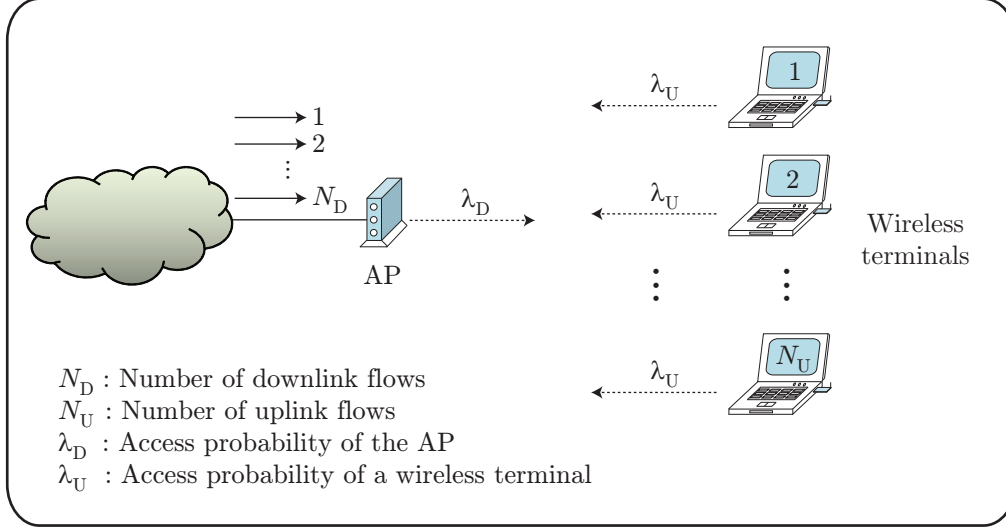 1
2
⋮
N_D
λ_D
AP
λ_U
1
λ_U
2
Wireless
terminals
⋮
⋮
λ_U
N_U
N_D : Number of downlink flows
N_U : Number of uplink flows
λ_D : Access probability of the AP
λ_U : Access probability of a wireless terminal